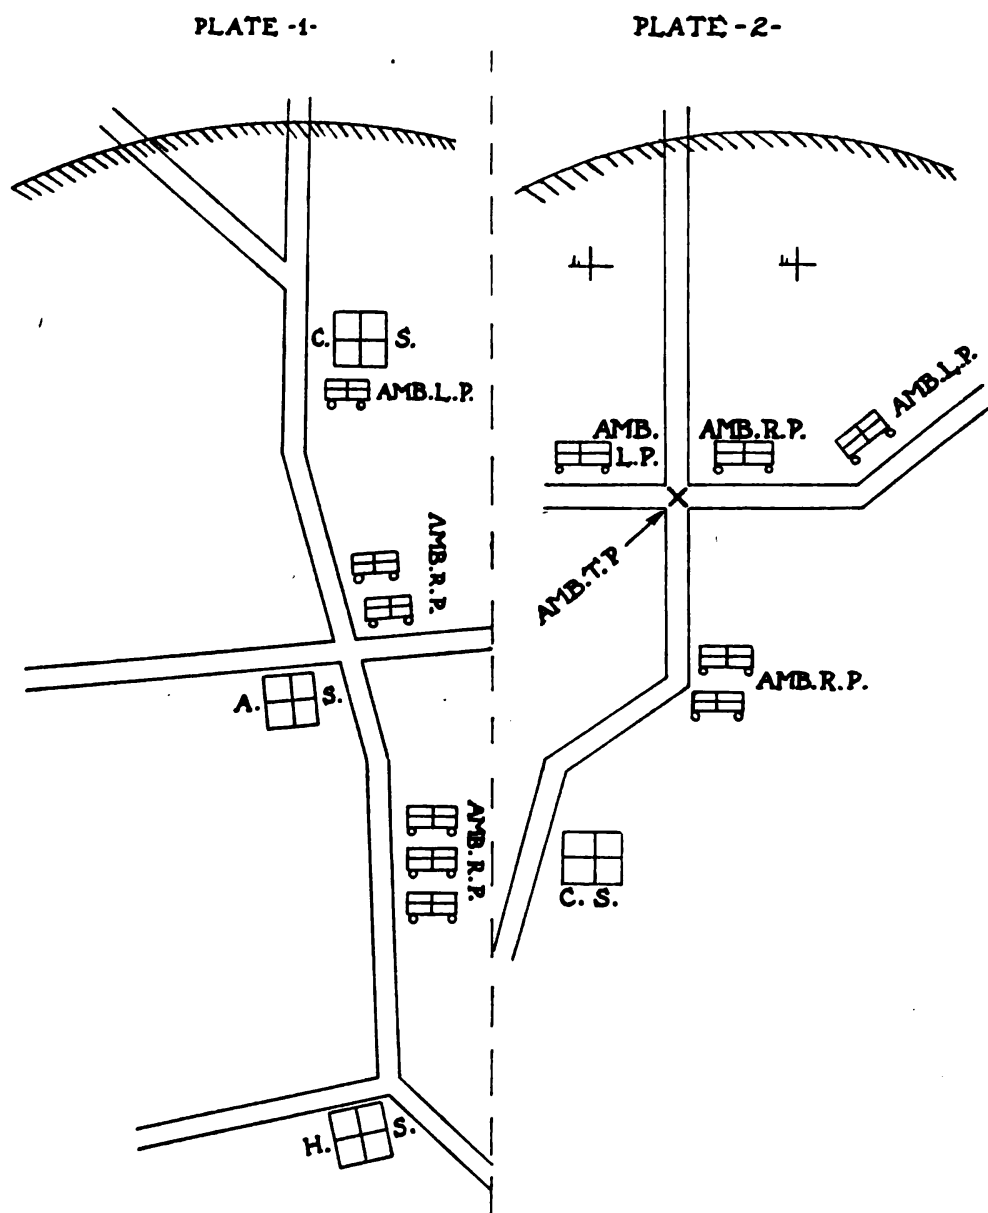 PLATE -1-
C. S.
AMB.L.P.
AMB.R.P.
A. S.
AMB.R.P.
H. S.
PLATE -2-
AMB. L.P.
AMB.R.P.
AMB.L.P.
AMB.T.P
AMB.R.P.
C. S.